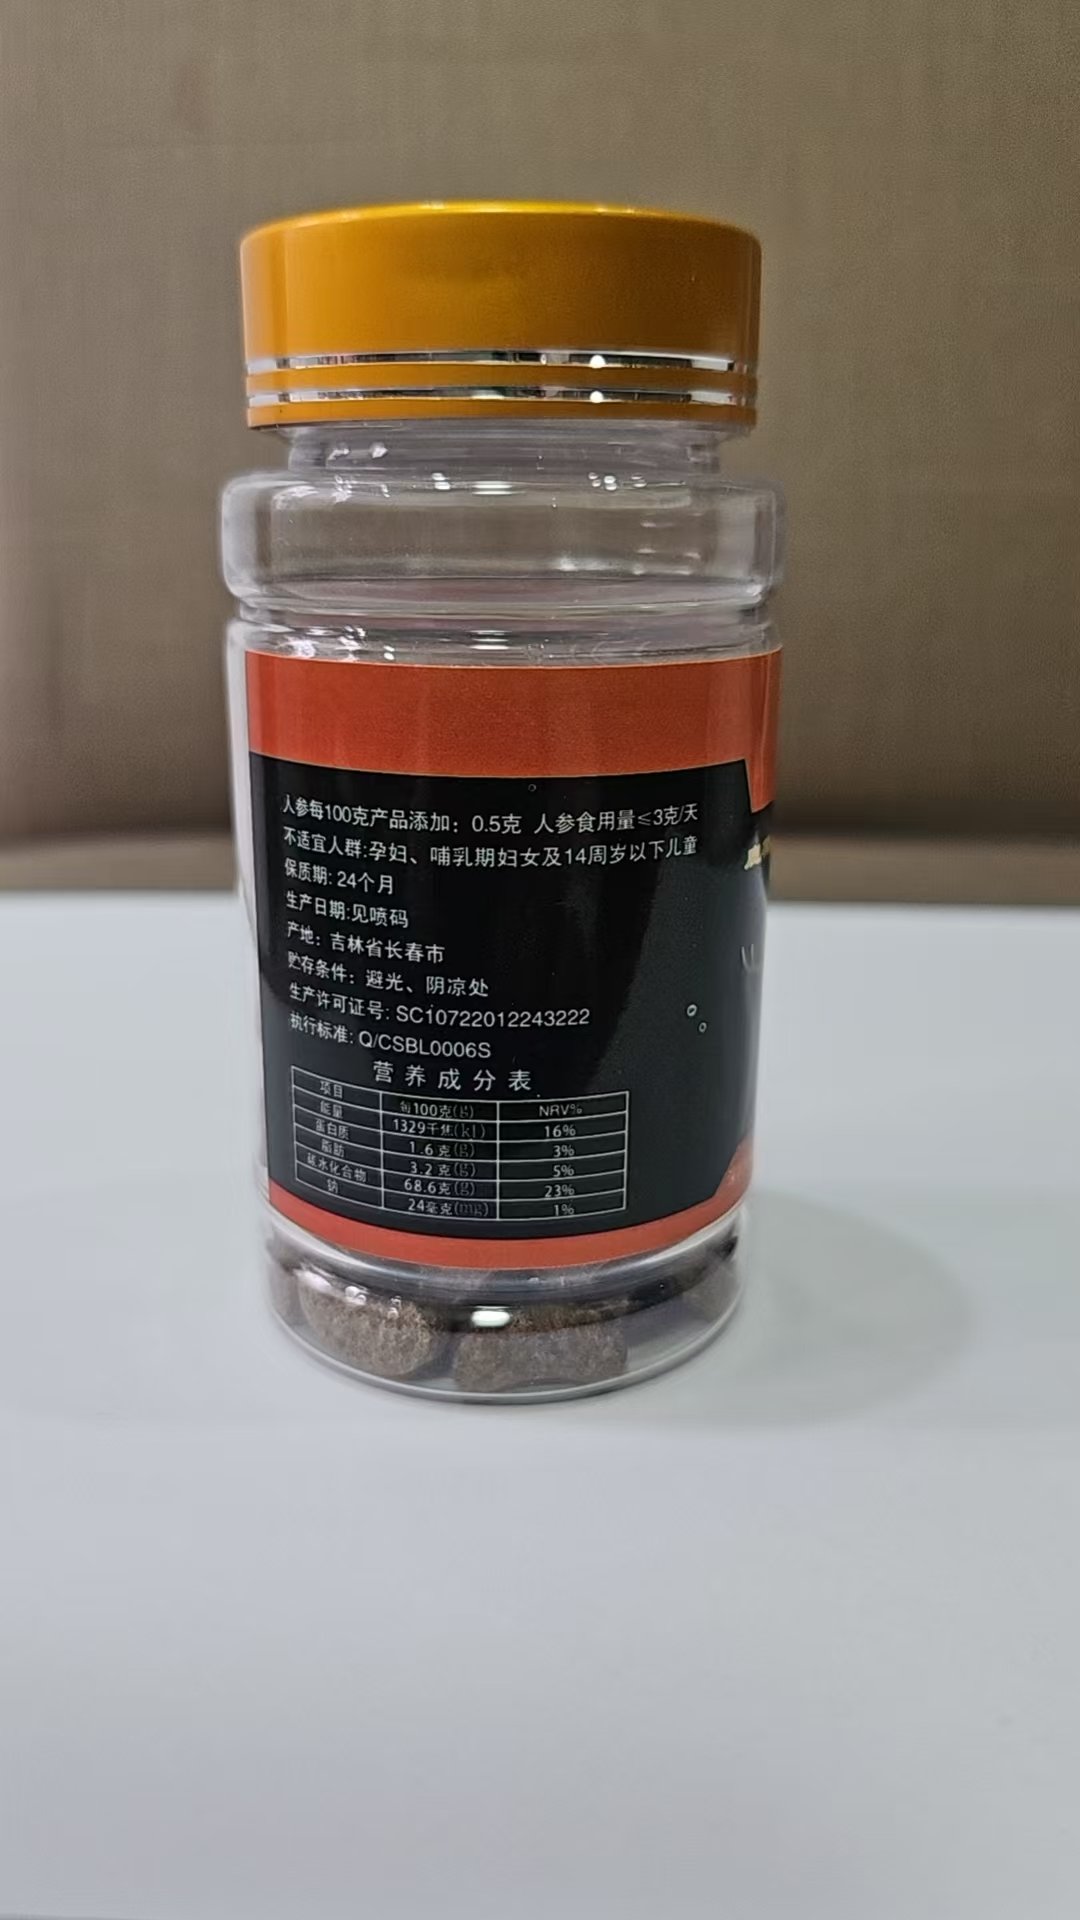 人参每100克产品添加：0.5克 人参食用量≤3克/天
不适宜人群:孕妇、哺乳期妇女及14周岁以下儿童
保质期: 24个月
生产日期:见喷码
产地：吉林省长春市
贮存条件：避光、阴凉处
生产许可证号: SC10722012243222
执行标准: Q/CSBL0006S
营养成分表
项目 每100克(g) NRV%
能量 1329千焦(kJ) 16%
蛋白质 1.6克(g) 3%
脂肪 3.2克(g) 5%
碳水化合物 68.6克(g) 23%
钠 24毫克(mg) 1%